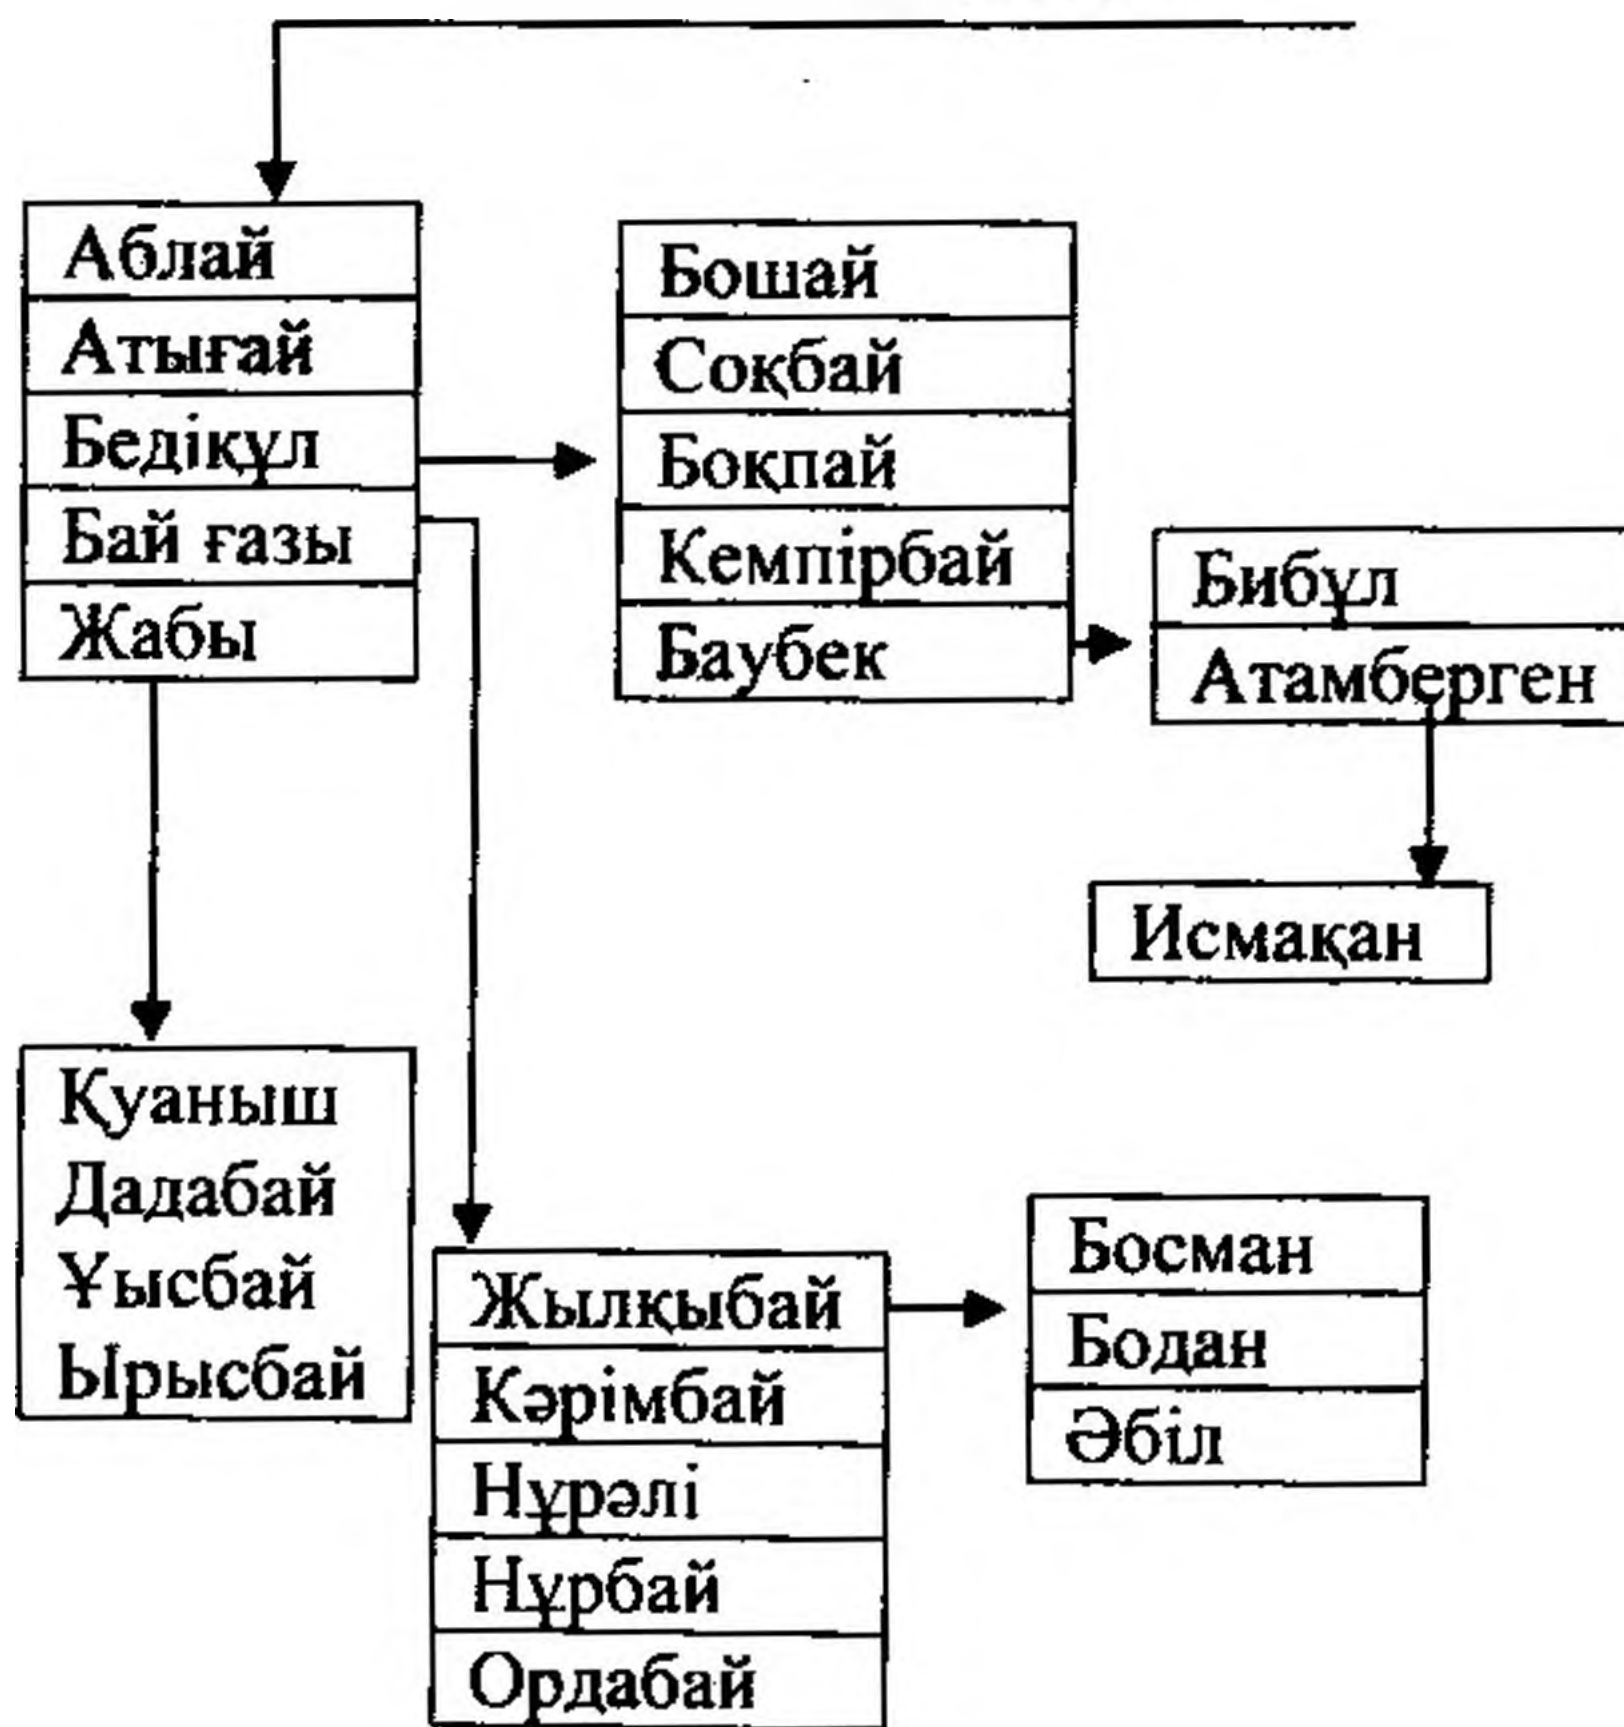 Аблай
Атығай
Бедіқұл
Бай ғазы
Жабы
Бошай
Соқбай
Боқпай
Кемпірбай
Баубек
Бибұл
Атамберген
Исмақан
Қуаныш
Дадабай
Ұысбай
Ырысбай
Жылқыбай
Кәрімбай
Нұрәлі
Нұрбай
Ордабай
Босман
Бодан
Әбіл